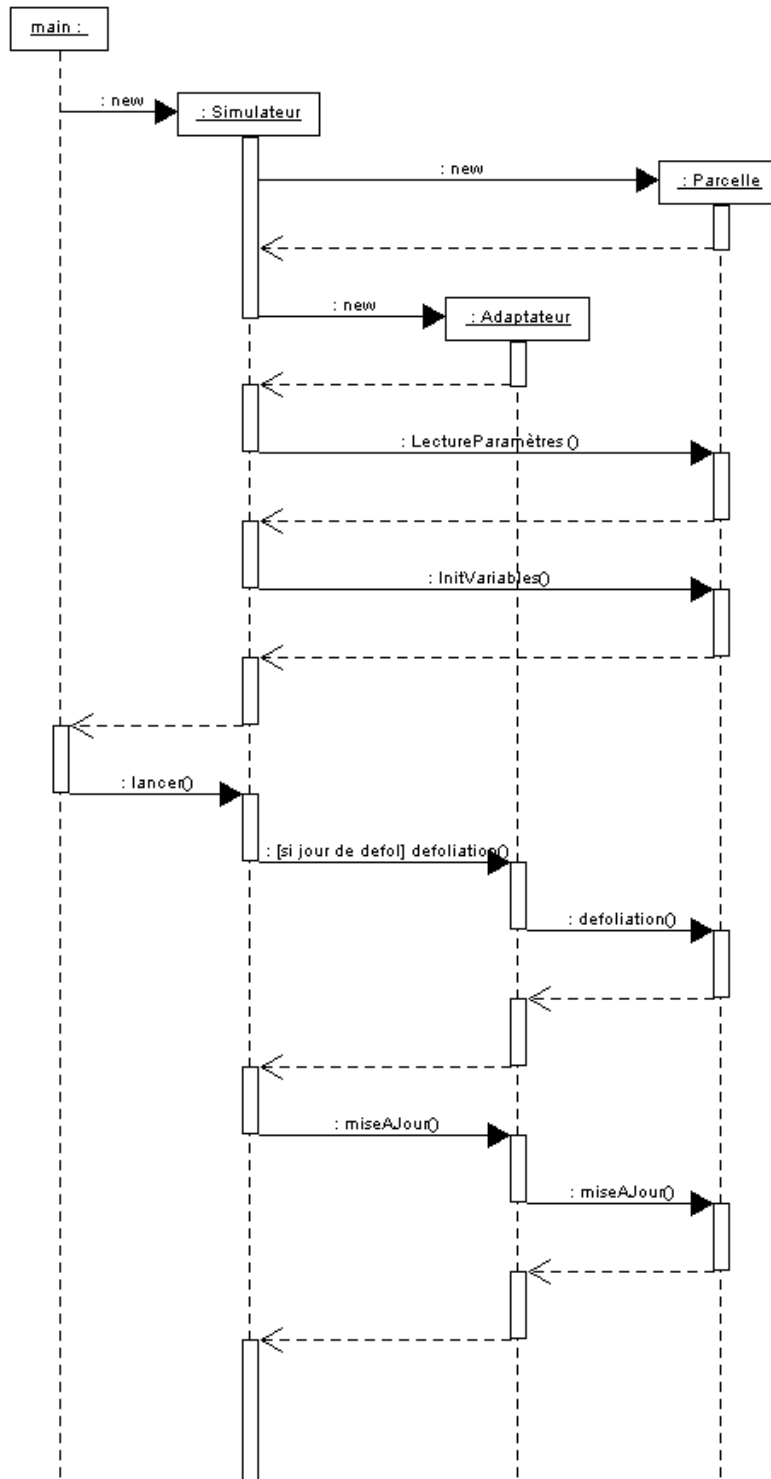 main :
: new
: Simulateur
: new
: Parcelle
: new
: Adaptateur
: LectureParamètres ()
: InitVariables()
: lancer()
: [si jour de defol] defoliation()
: defoliation()
: miseAJour()
: miseAJour()